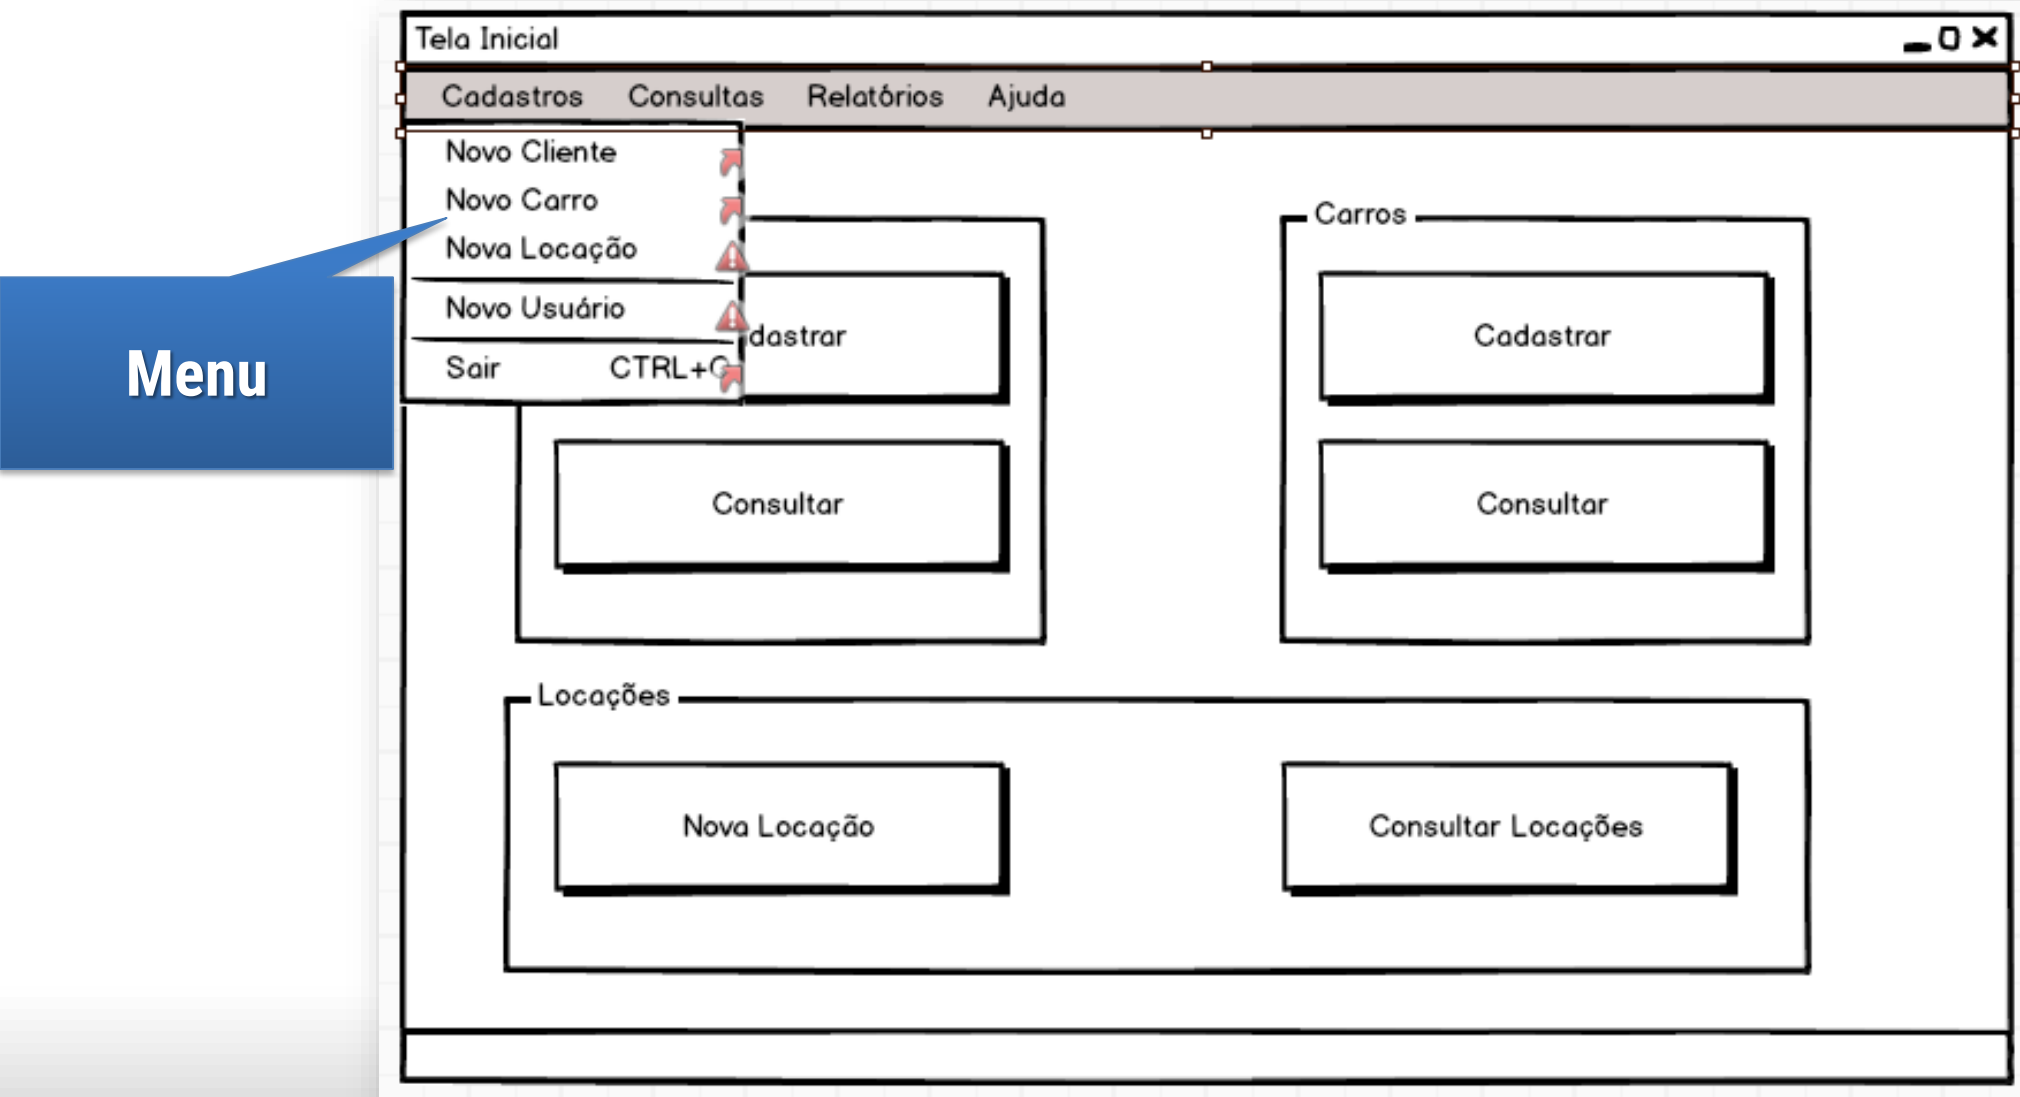 Tela Inicial
Cadastros Consultas Relatórios Ajuda
Novo Cliente
Novo Carro
Nova Locação
Novo Usuário
Sair CTRL+
Menu
dastrar
Consultar
Carros
Cadastrar
Consultar
Locações
Nova Locação
Consultar Locações